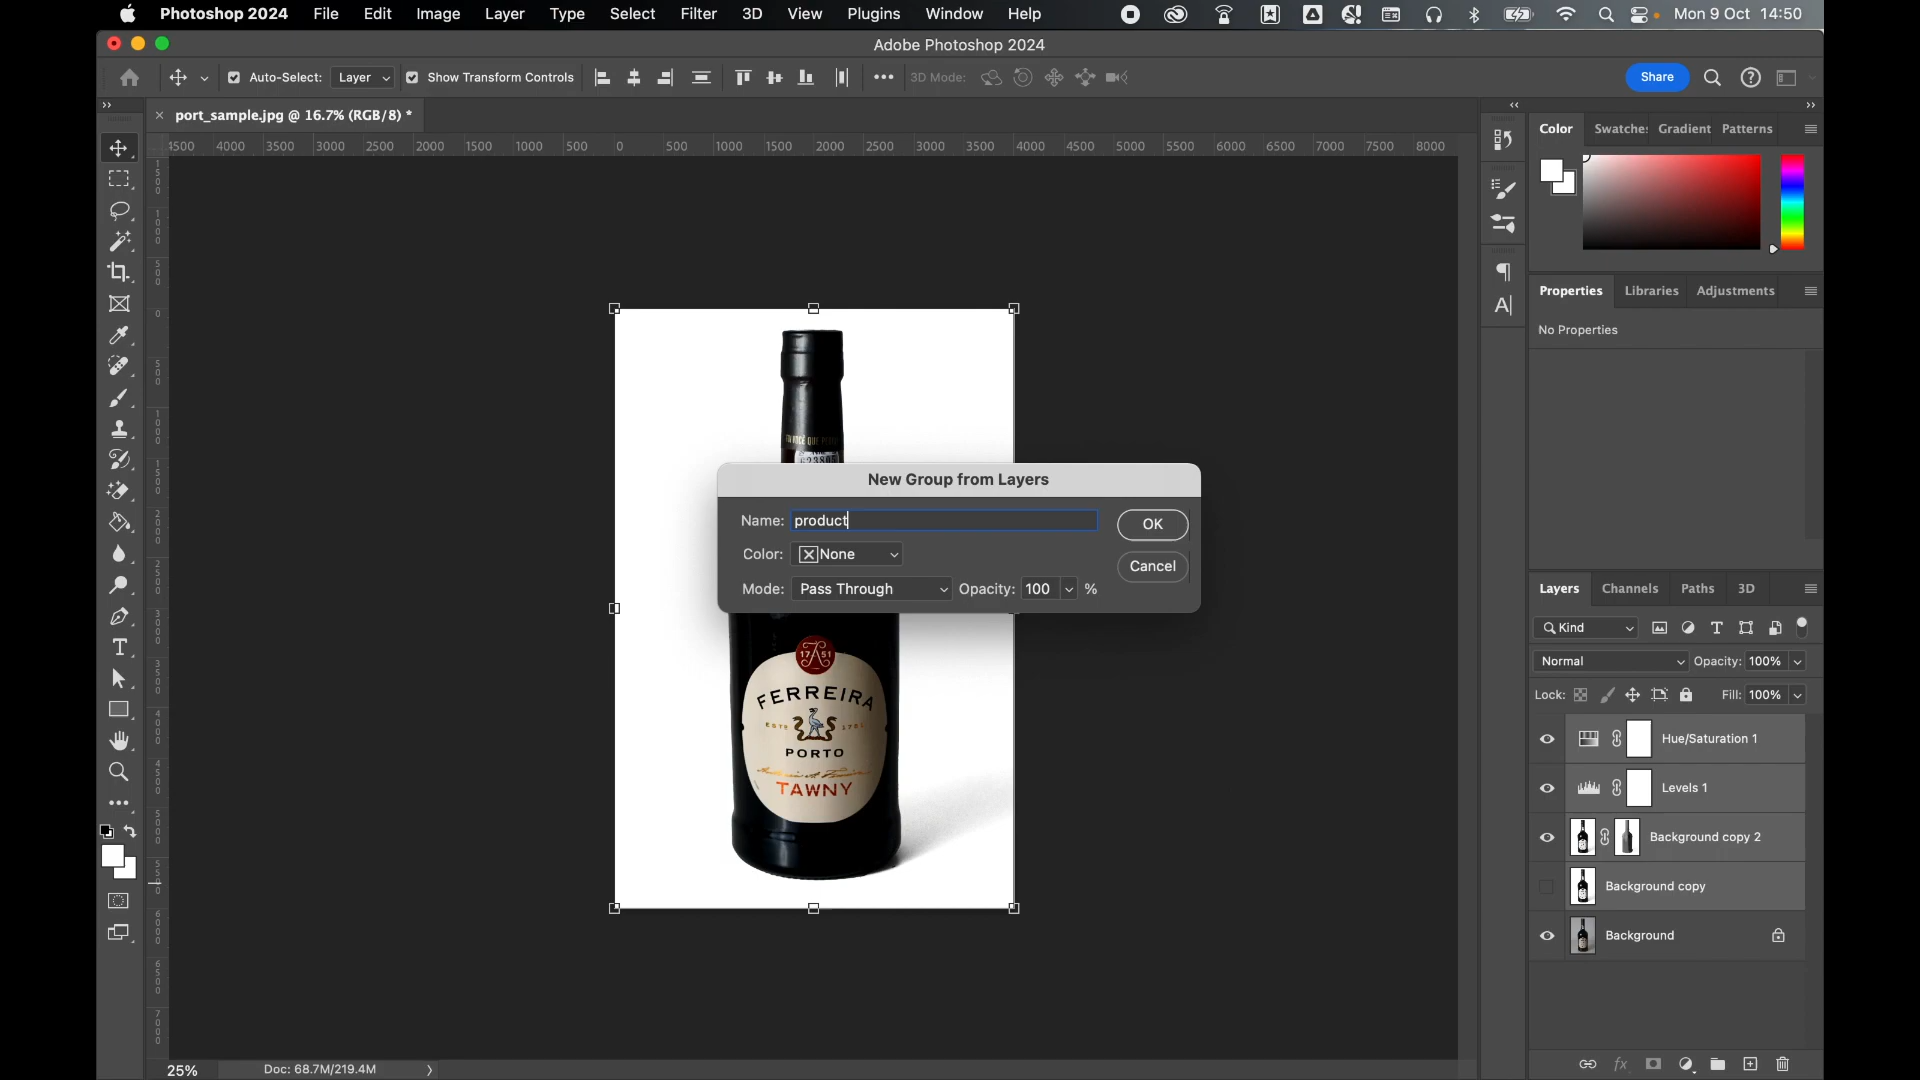 Photoshop 2024 File Edit Image Layer Type Select Filter 3D View Plugins Window Help Mon 9 Oct 14:50
Adobe Photoshop 2024
Auto-Select: Layer Show Transform Controls 3D Mode: Share
port_sample.jpg @ 16.7% (RGB/8) *
4500 4000 3500 3000 2500 2000 1500 1000 500 0 500 1000 1500 2000 2500 3000 3500 4000 4500 5000 5500 6000 6500 7000 7500 8000
Color Swatches Gradient Patterns
Properties Libraries Adjustments
No Properties
New Group from Layers
Name: product
OK
Color: None
Cancel
Mode: Pass Through Opacity: 100 %
1751
FERREIRA
ESTD 1751
PORTO
TAWNY
Layers Channels Paths 3D
Kind
Normal Opacity: 100%
Lock: Fill: 100%
Hue/Saturation 1
Levels 1
Background copy 2
Background copy
Background
25% Doc: 68.7M/219.4M